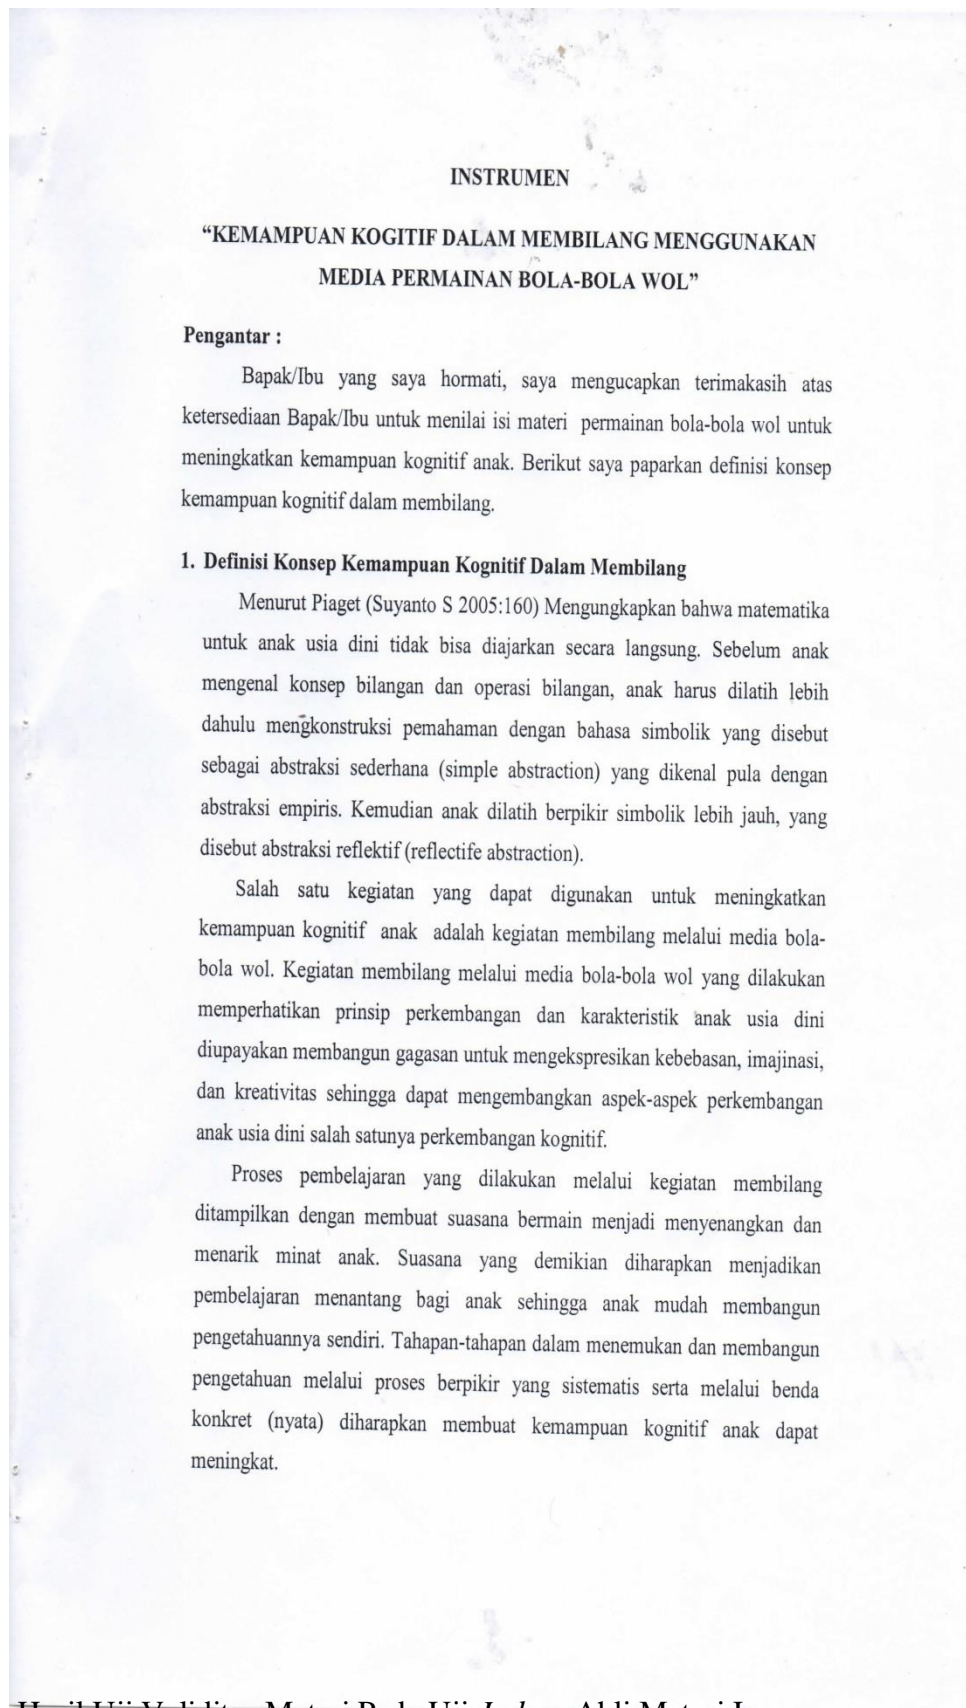 INSTRUMEN
“KEMAMPUAN KOGITIF DALAM MEMBILANG MENGGUNAKAN
MEDIA PERMAINAN BOLA-BOLA WOL”
Pengantar :
Bapak/Ibu yang saya hormati, saya mengucapkan terimakasih atas
ketersediaan Bapak/Ibu untuk menilai isi materi permainan bola-bola wol untuk
meningkatkan kemampuan kognitif anak. Berikut saya paparkan definisi konsep
kemampuan kognitif dalam membilang.
1. Definisi Konsep Kemampuan Kognitif Dalam Membilang
Menurut Piaget (Suyanto S 2005:160) Mengungkapkan bahwa matematika
untuk anak usia dini tidak bisa diajarkan secara langsung. Sebelum anak
mengenal konsep bilangan dan operasi bilangan, anak harus dilatih lebih
dahulu mengkonstruksi pemahaman dengan bahasa simbolik yang disebut
sebagai abstraksi sederhana (simple abstraction) yang dikenal pula dengan
abstraksi empiris. Kemudian anak dilatih berpikir simbolik lebih jauh, yang
disebut abstraksi reflektif (reflectife abstraction).
Salah satu kegiatan yang dapat digunakan untuk meningkatkan
kemampuan kognitif anak adalah kegiatan membilang melalui media bola-
bola wol. Kegiatan membilang melalui media bola-bola wol yang dilakukan
memperhatikan prinsip perkembangan dan karakteristik anak usia dini
diupayakan membangun gagasan untuk mengekspresikan kebebasan, imajinasi,
dan kreativitas sehingga dapat mengembangkan aspek-aspek perkembangan
anak usia dini salah satunya perkembangan kognitif.
Proses pembelajaran yang dilakukan melalui kegiatan membilang
ditampilkan dengan membuat suasana bermain menjadi menyenangkan dan
menarik minat anak. Suasana yang demikian diharapkan menjadikan
pembelajaran menantang bagi anak sehingga anak mudah membangun
pengetahuannya sendiri. Tahapan-tahapan dalam menemukan dan membangun
pengetahuan melalui proses berpikir yang sistematis serta melalui benda
konkret (nyata) diharapkan membuat kemampuan kognitif anak dapat
meningkat.
Hasil Uji Validitas Materi Pada Uji
Ahli Materi I